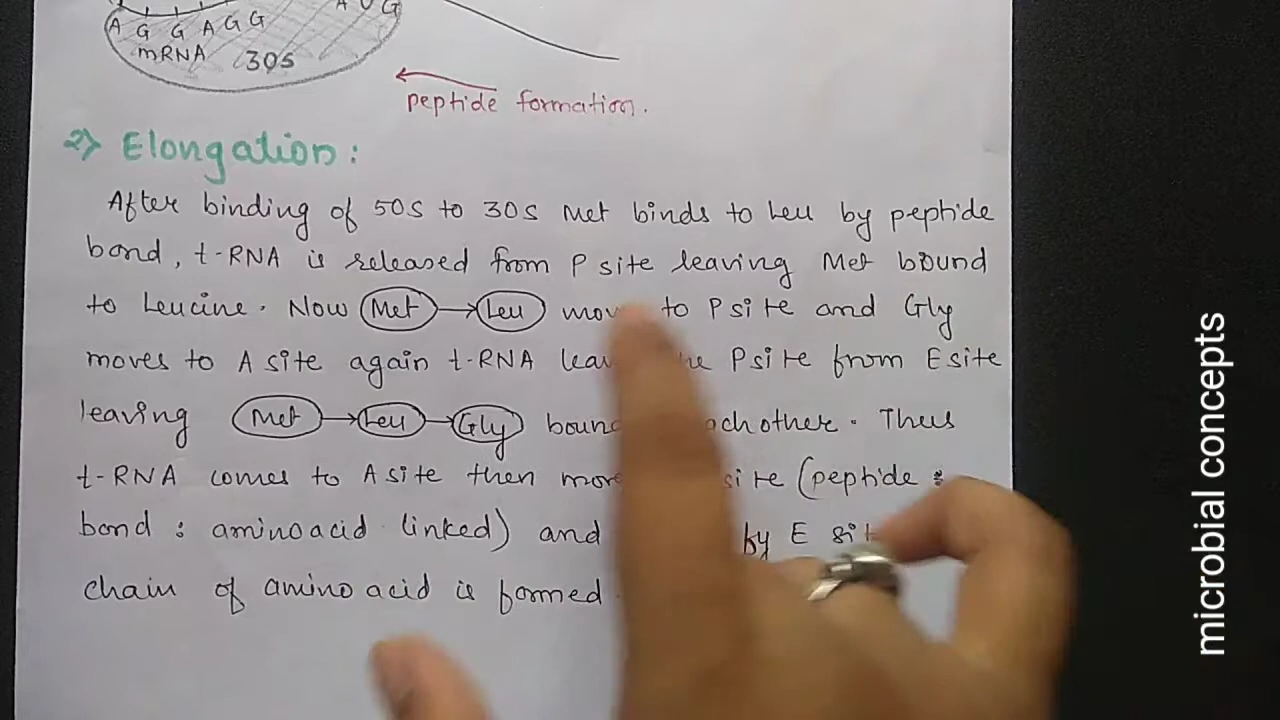 A G G A G G
A U G
mRNA 30S
peptide formation.
2) Elongation:
After binding of 50S to 30S Met binds to Leu by peptide
bond, t-RNA is released from P site leaving Met bound
to Leucine. Now Met → Leu to P site and Gly
moves to A site again t-RNA P site from E site
leaving Met → Leu → Gly eachother. Thus
t-RNA comes to A site then (peptide
bond : aminoacid linked) and by E
chain of amino acid is formed
microbial concepts